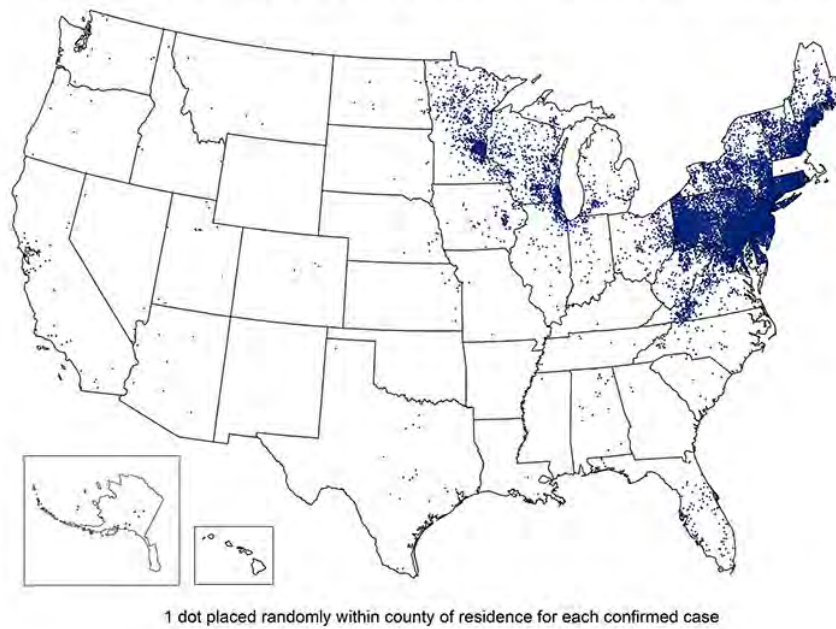 1 dot placed randomly within county of residence for each confirmed case